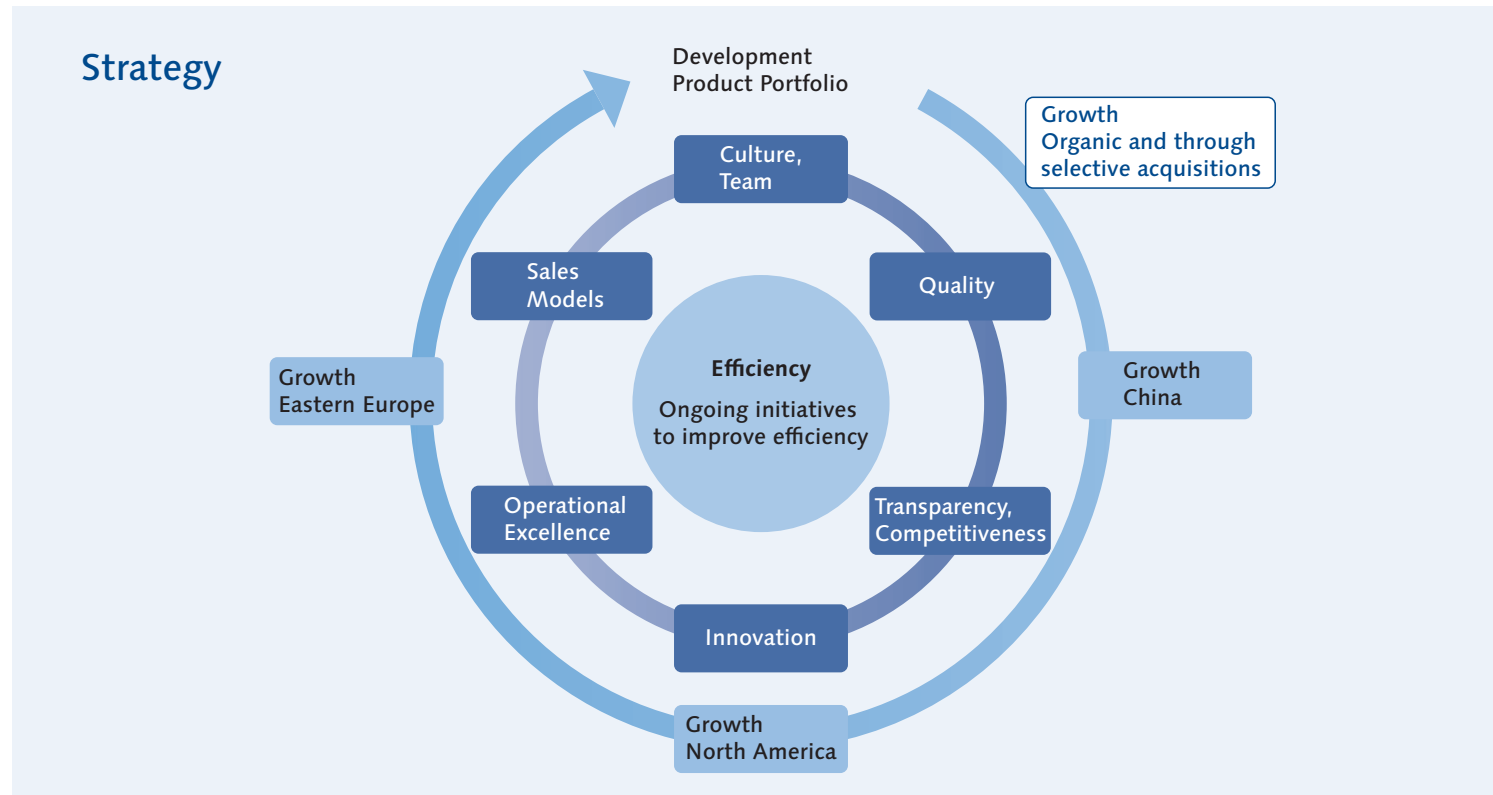 Strategy
Development
Product Portfolio
Growth
Organic and through
selective acquisitions
Culture,
Team
Sales
Models
Quality
Efficiency
Ongoing initiatives
to improve efficiency
Growth
Eastern Europe
Growth
China
Operational
Excellence
Transparency,
Competitiveness
Innovation
Growth
North America